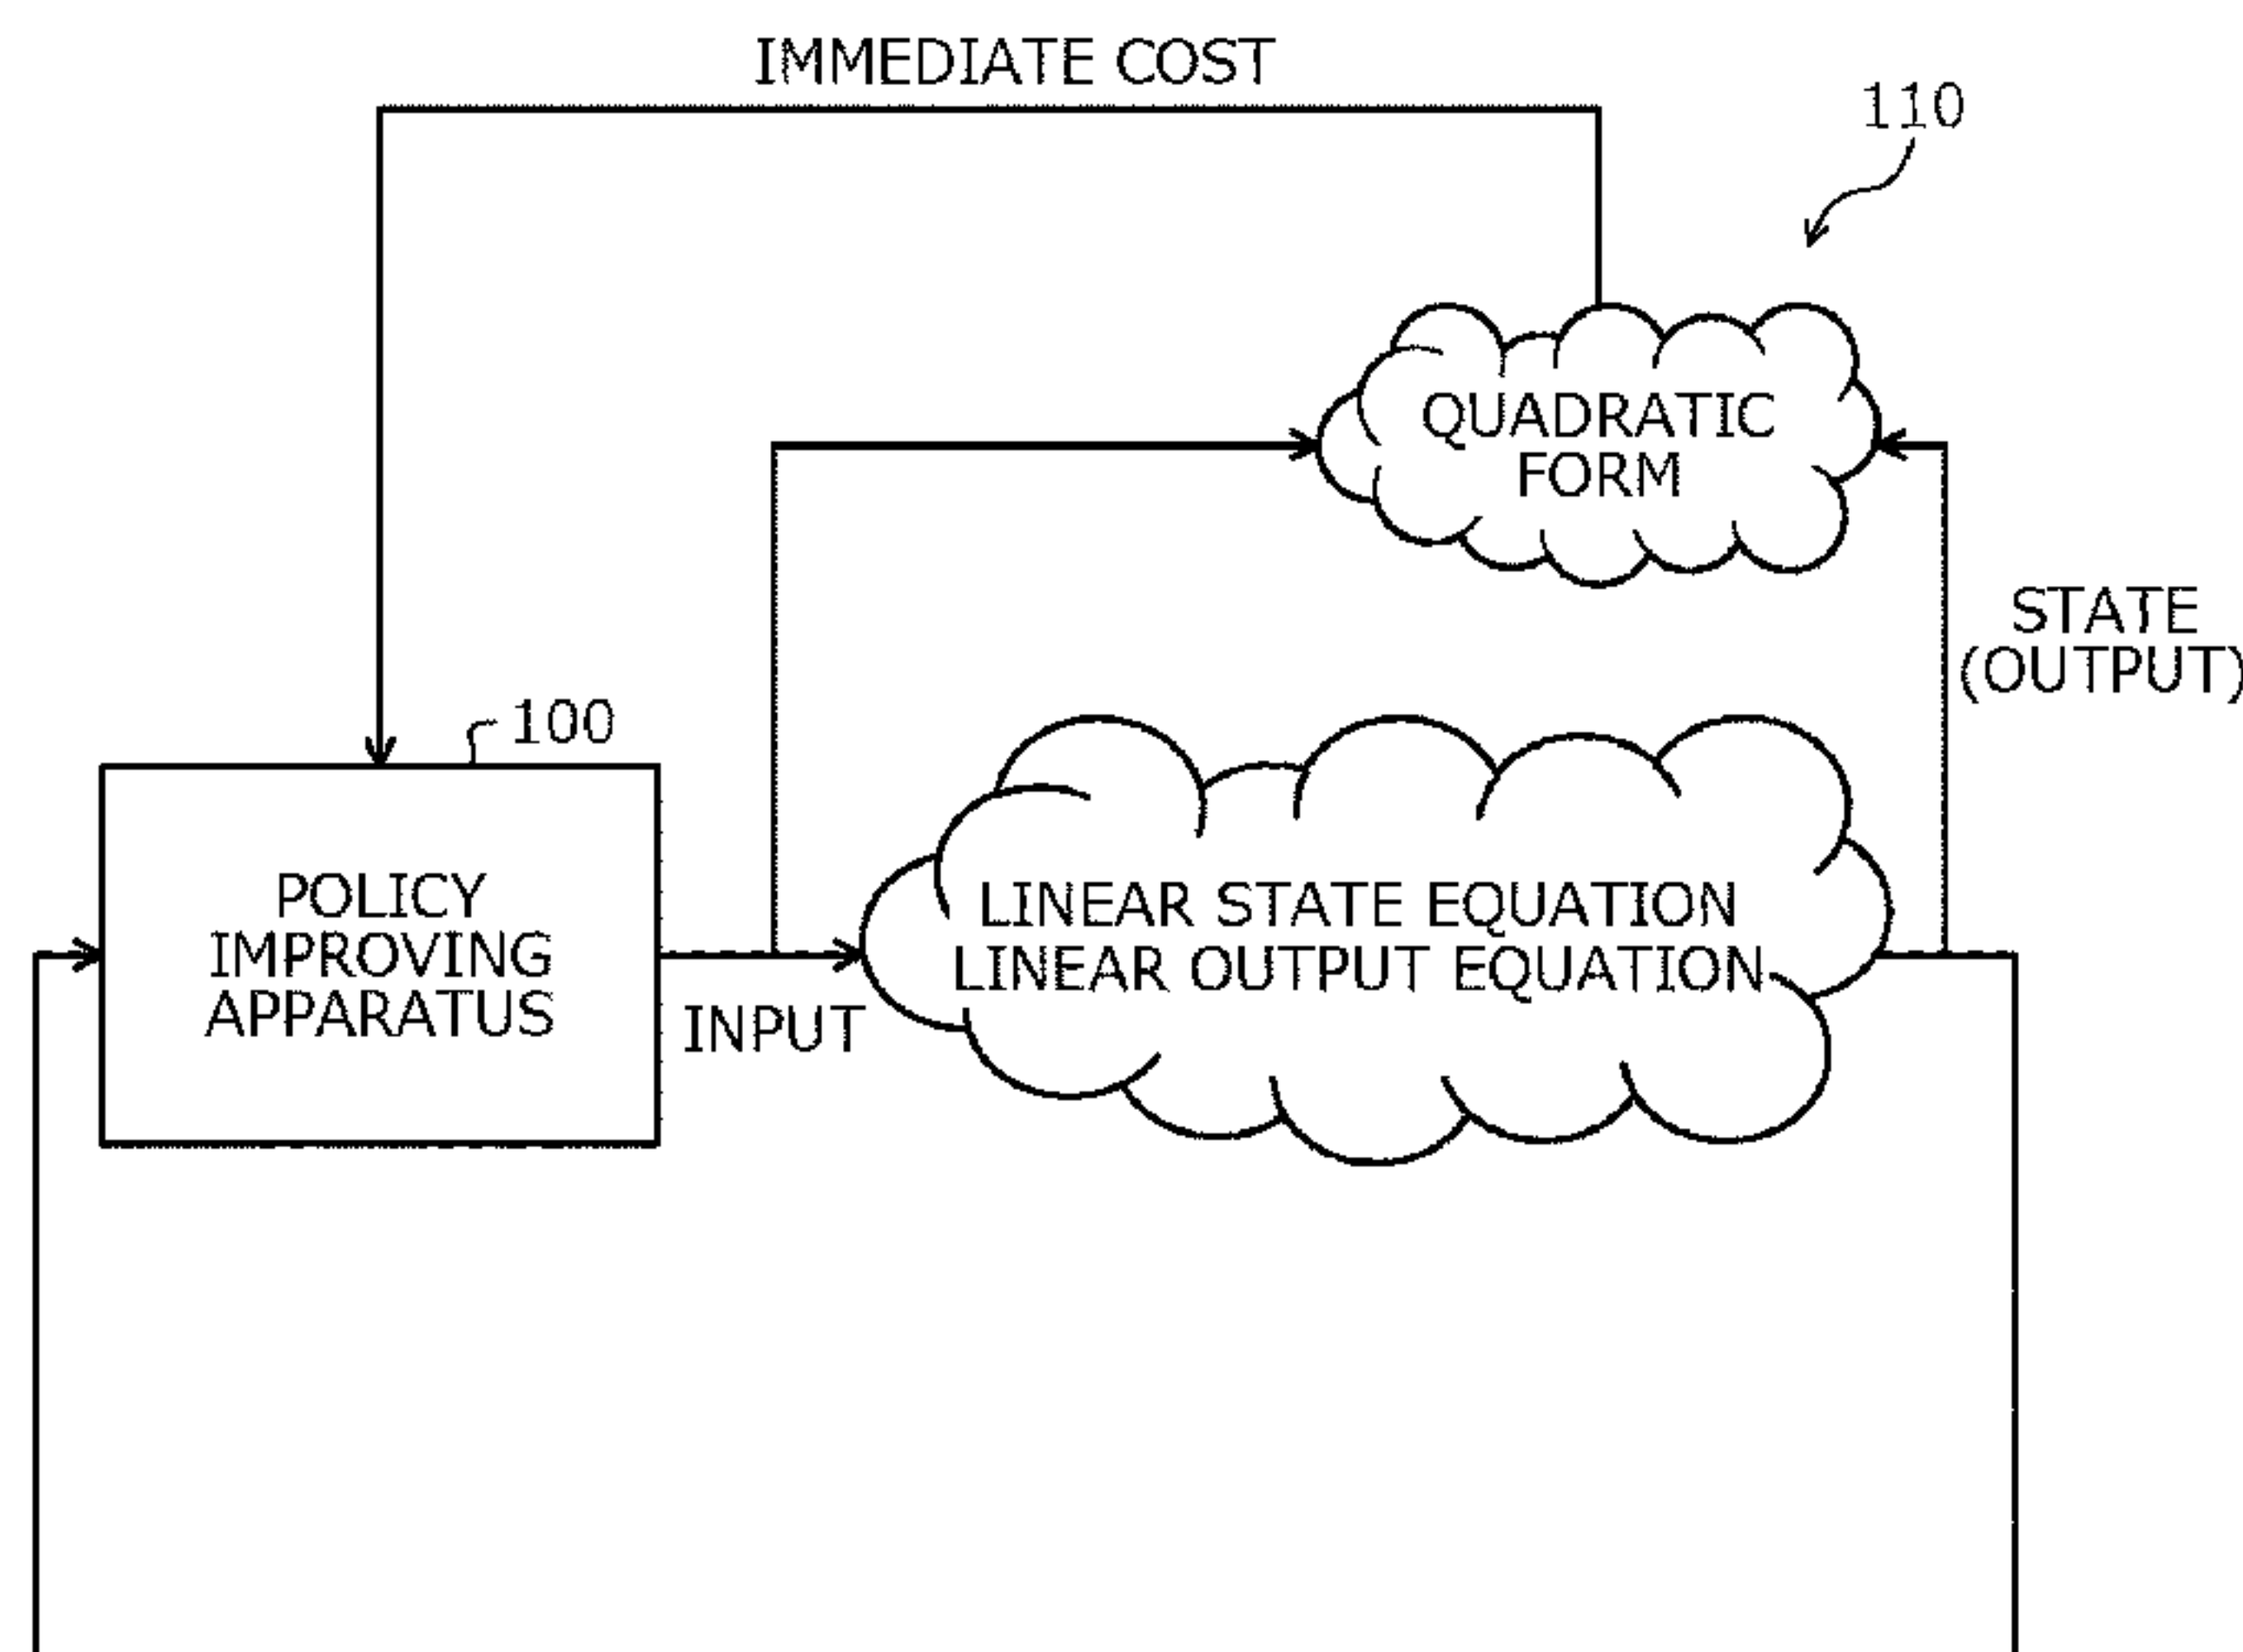 IMMEDIATE COST
110
QUADRATIC
FORM
STATE
(OUTPUT)
100
POLICY
IMPROVING
APPARATUS
LINEAR STATE EQUATION
LINEAR OUTPUT EQUATION
INPUT